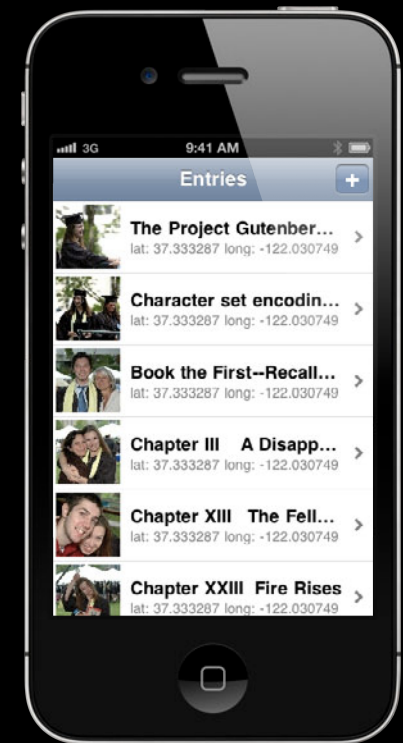 3G 9:41 AM
Entries +
The Project Gutenber...
lat: 37.333287 long: -122.030749
Character set encodin...
lat: 37.333287 long: -122.030749
Book the First--Recall...
lat: 37.333287 long: -122.030749
Chapter III A Disapp...
lat: 37.333287 long: -122.030749
Chapter XIII The Fell...
lat: 37.333287 long: -122.030749
Chapter XXIII Fire Rises
lat: 37.333287 long: -122.030749